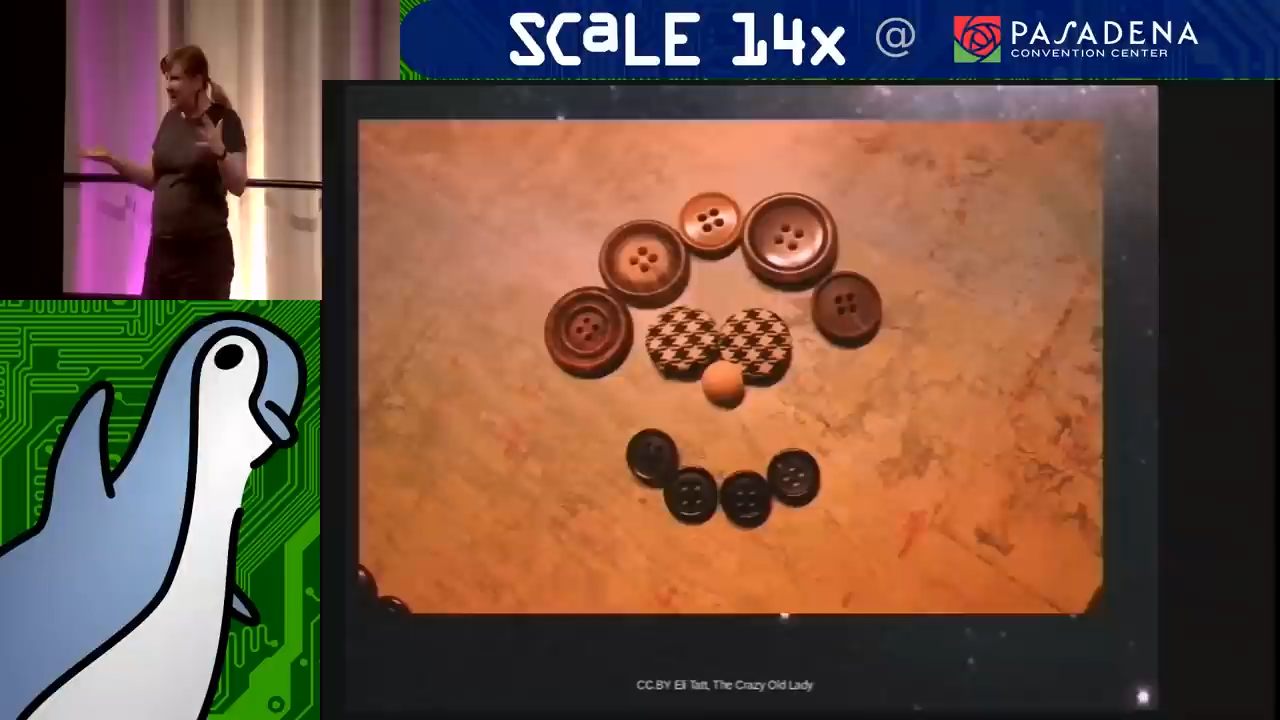 SCALE 14x @ PASADENA
CONVENTION CENTER
CC.BY Eli Tatt, The Crazy Old Lady